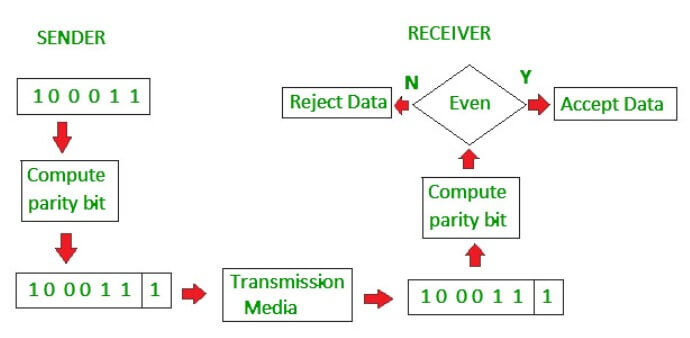 SENDER
RECEIVER
1 0 0 0 1 1
N
Y
Reject Data
Even
Accept Data
Compute
parity bit
Compute
parity bit
1 0 0 0 1 1 1
Transmission
Media
1 0 0 0 1 1 1